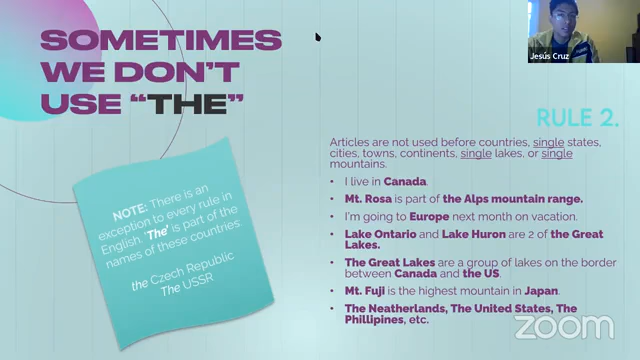 SOMETIMES
WE DON'T
USE "THE"
Jesús Cruz
RULE 2.
Articles are not used before countries, single states,
cities, towns, continents, single lakes, or single
mountains.
• I live in Canada.
• Mt. Rosa is part of the Alps mountain range.
• I'm going to Europe next month on vacation.
• Lake Ontario and Lake Huron are 2 of the Great
Lakes.
• The Great Lakes are a group of lakes on the border
between Canada and the US.
• Mt. Fuji is the highest mountain in Japan.
• The Neatherlands, The United States, The
Phillipines, etc.
NOTE: There is an
exception to every rule in
English. 'The' is part of the
names of these countries.
the Czech Republic
The USSR
zoom